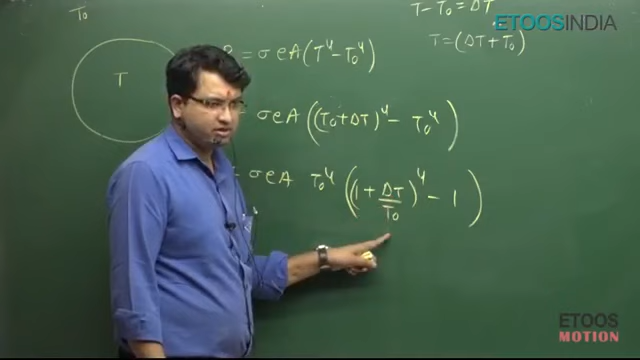 T₀
T - T₀ = ΔT
ETOOSINDIA
T = (ΔT + T₀)
T
= σeA(T⁴ - T₀⁴)
= σeA((T₀ + ΔT)⁴ - T₀⁴)
= σeA T₀⁴((1 + ΔT/T₀)⁴ - 1)
ETOOS
MOTION